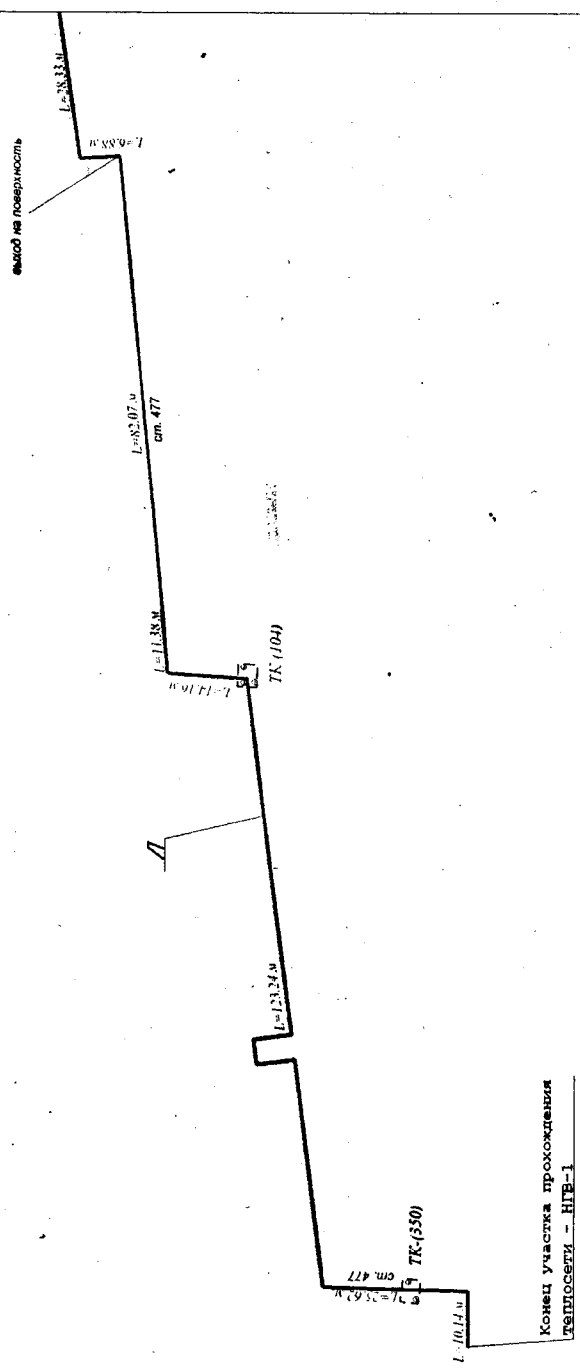 L=28.33 м
L=6.88 м
выход на поверхность
L=82.07 м
ст. 477
L=11.38 м
L=14.16 м
ТК (104)
Д
L=123.24 м
ст. 477
L=25.62 м
ТК-(350)
L=10.14 м
Конец участка прохождения
теплосети - НГВ-1